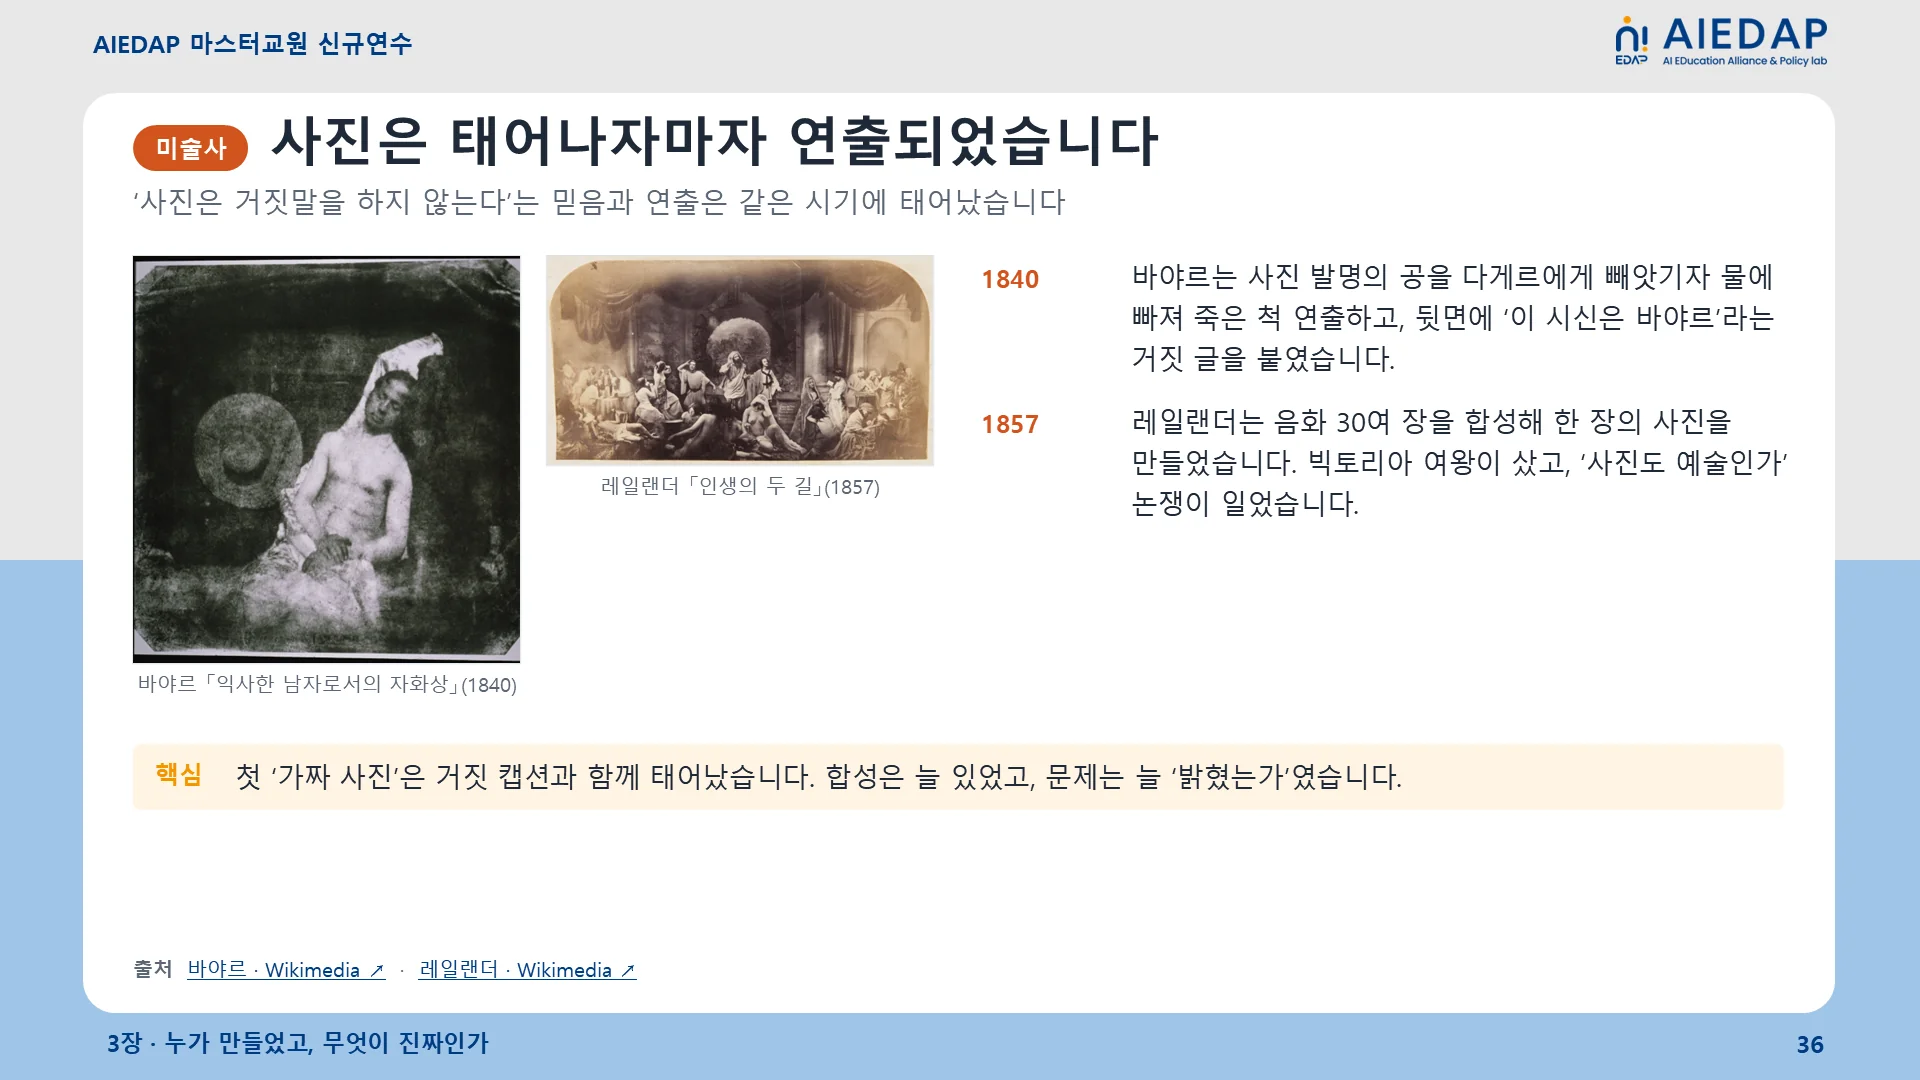 AIEDAP 마스터교원 신규연수
AIEDAP
EDAP
AI EDucation Alliance & Policy lab
미술사
사진은 태어나자마자 연출되었습니다
‘사진은 거짓말을 하지 않는다’는 믿음과 연출은 같은 시기에 태어났습니다
바야르 「익사한 남자로서의 자화상」(1840)
레일랜더 「인생의 두 길」(1857)
1840
바야르는 사진 발명의 공을 다게르에게 빼앗기자 물에
빠져 죽은 척 연출하고, 뒷면에 ‘이 시신은 바야르’라는
거짓 글을 붙였습니다.
1857
레일랜더는 음화 30여 장을 합성해 한 장의 사진을
만들었습니다. 빅토리아 여왕이 샀고, ‘사진도 예술인가’
논쟁이 일었습니다.
핵심 첫 ‘가짜 사진’은 거짓 캡션과 함께 태어났습니다. 합성은 늘 있었고, 문제는 늘 ‘밝혔는가’였습니다.
출처 바야르 · Wikimedia ↗ · 레일랜더 · Wikimedia ↗
3장 · 누가 만들었고, 무엇이 진짜인가
36